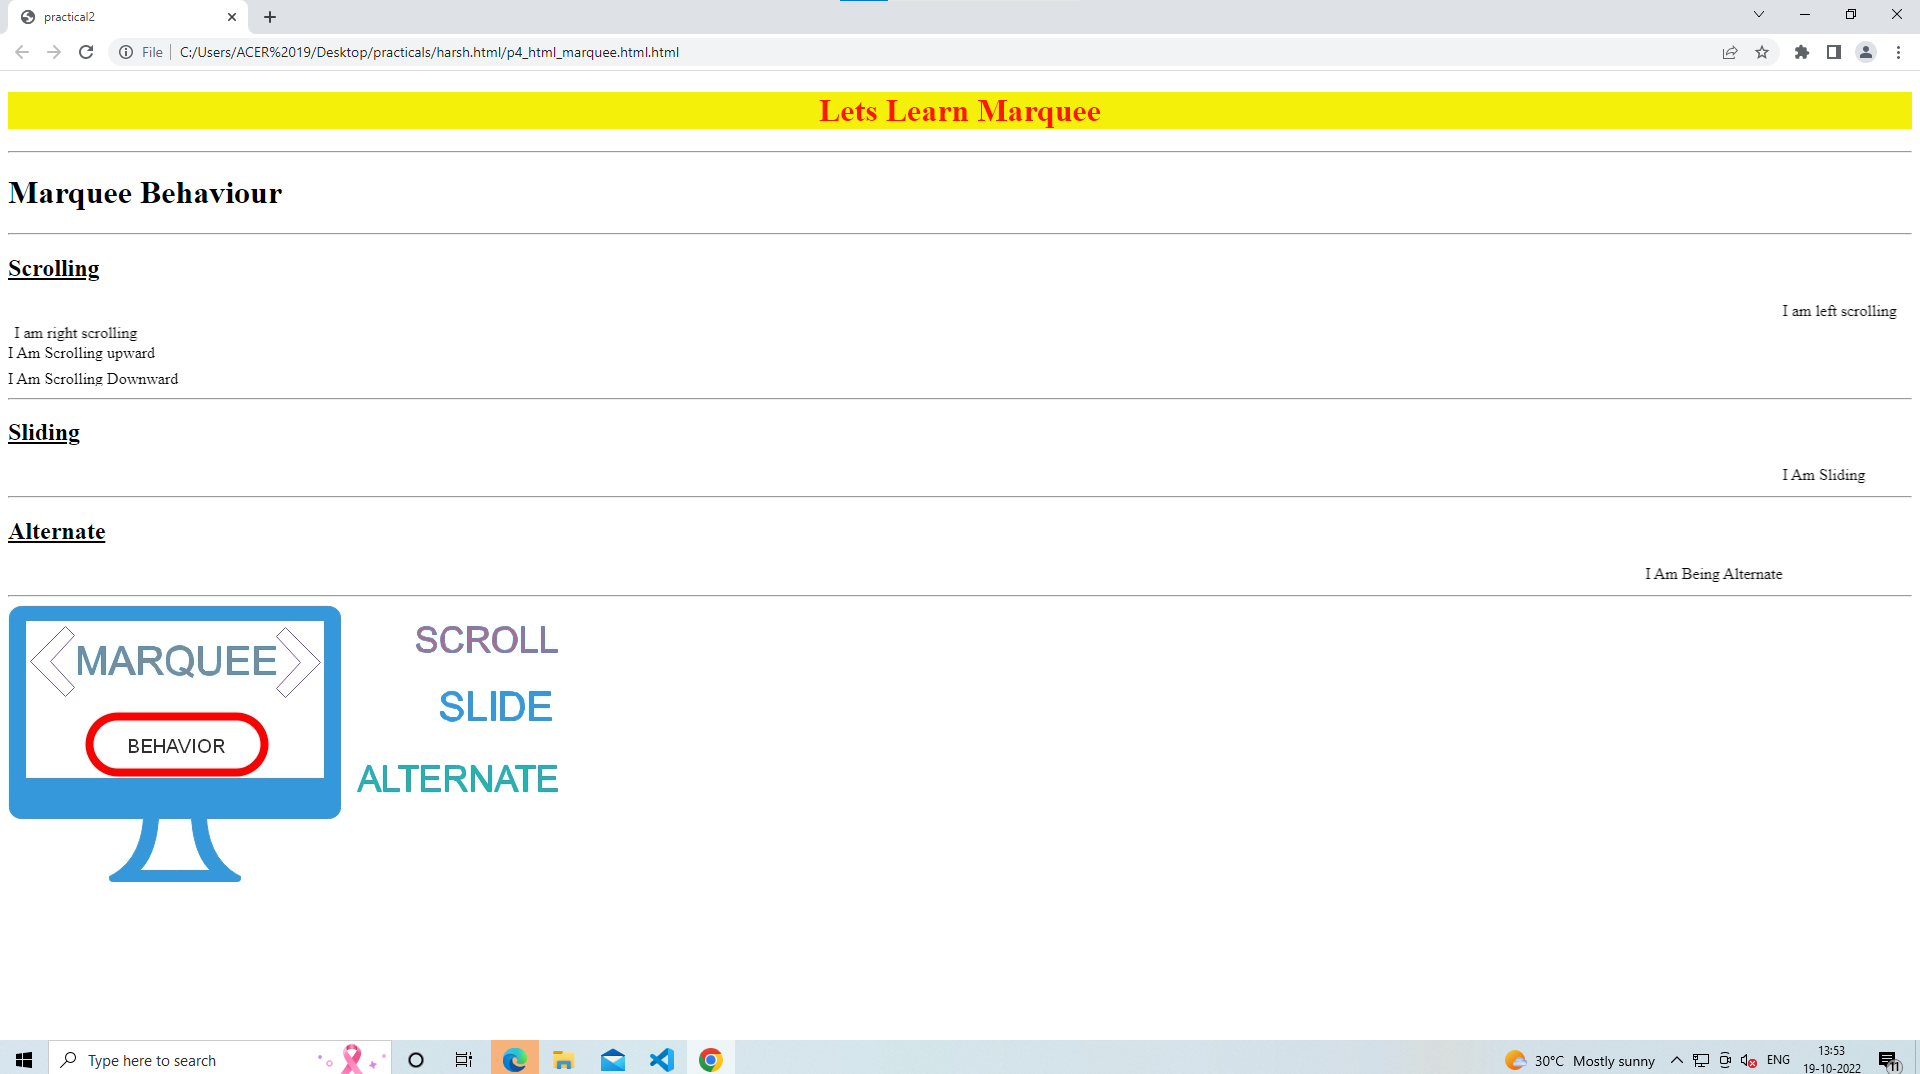 practical2
File C:/Users/ACER%2019/Desktop/practicals/harsh.html/p4_html_marquee.html.html
Lets Learn Marquee
Marquee Behaviour
Scrolling
I am left scrolling
I am right scrolling
I Am Scrolling upward
I Am Scrolling Downward
Sliding
I Am Sliding
Alternate
I Am Being Alternate
MARQUEE
BEHAVIOR
SCROLL
SLIDE
ALTERNATE
Type here to search
30°C Mostly sunny
ENG
13:53
19-10-2022
11